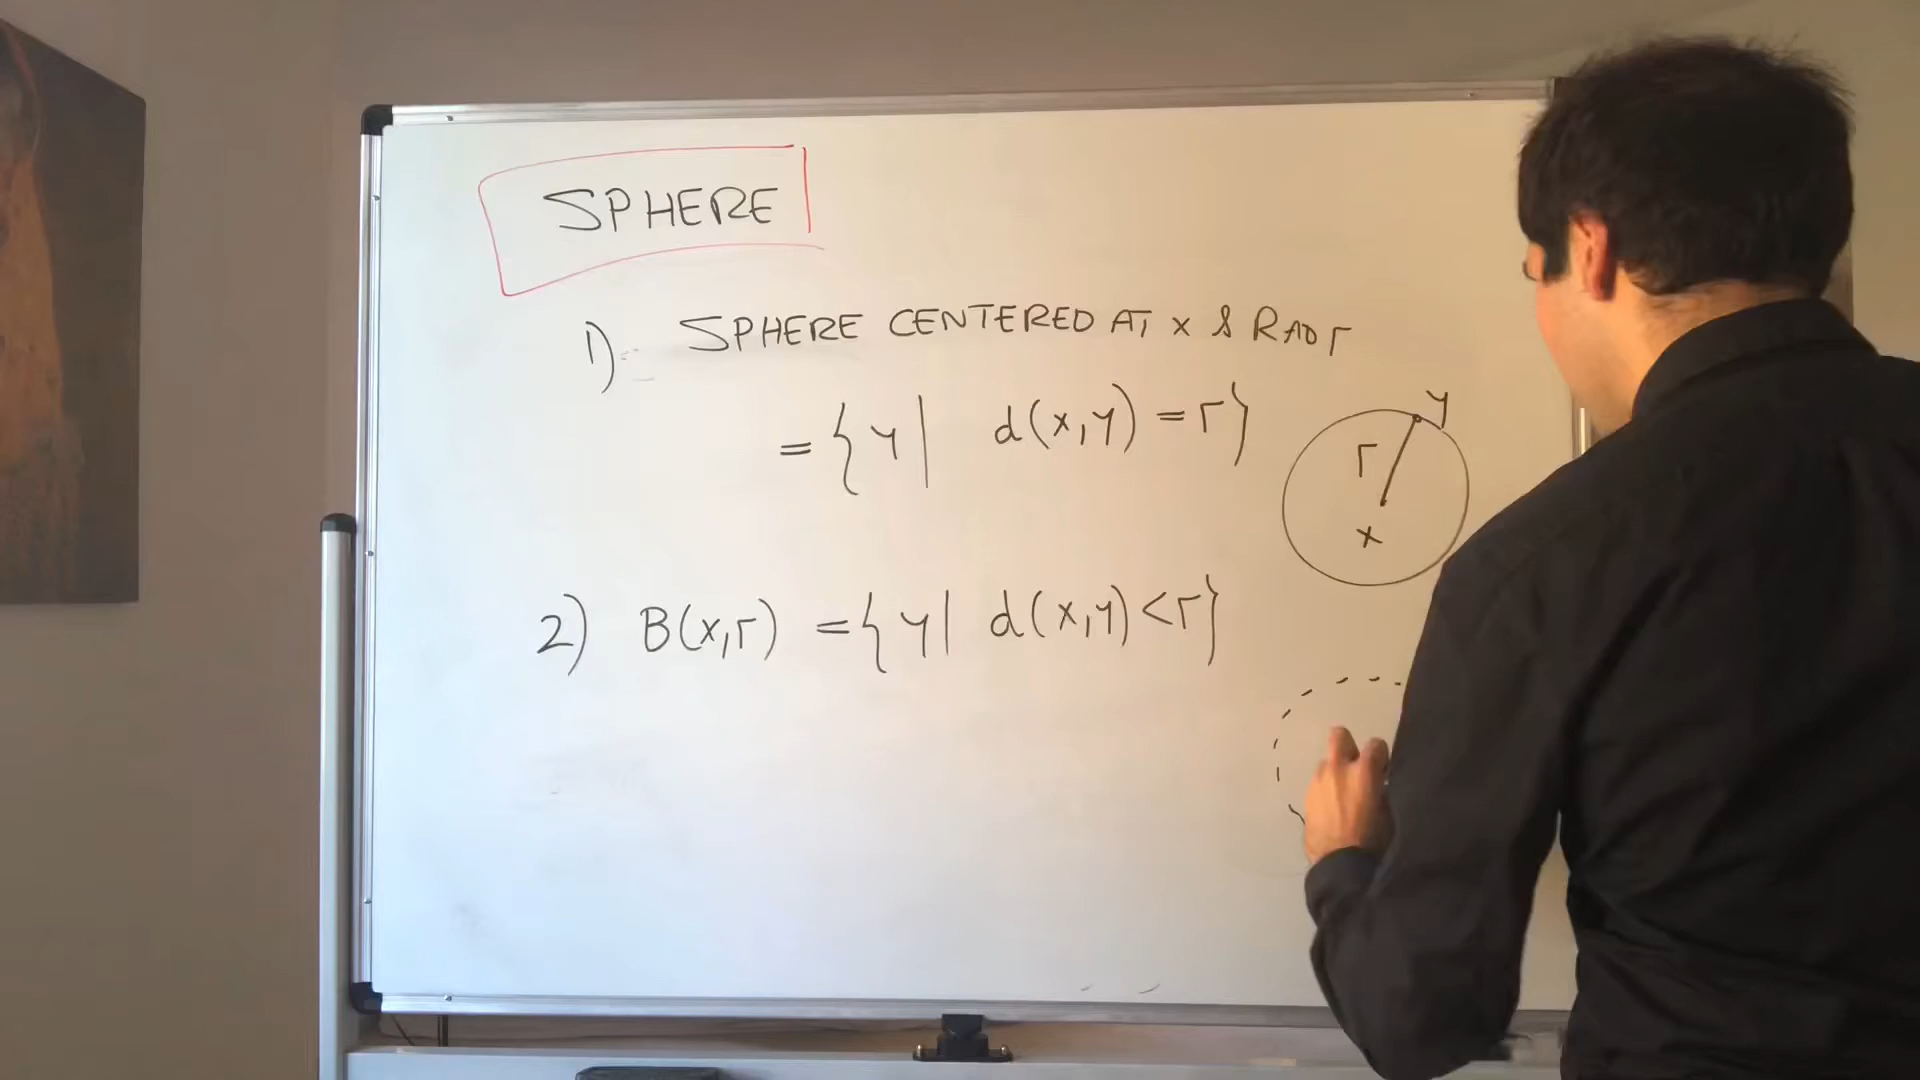 SPHERE
1) SPHERE CENTERED AT x & RAD r
= { y | d(x,y) = r }
y
r
x
2) B(x,r) = { y | d(x,y) < r }